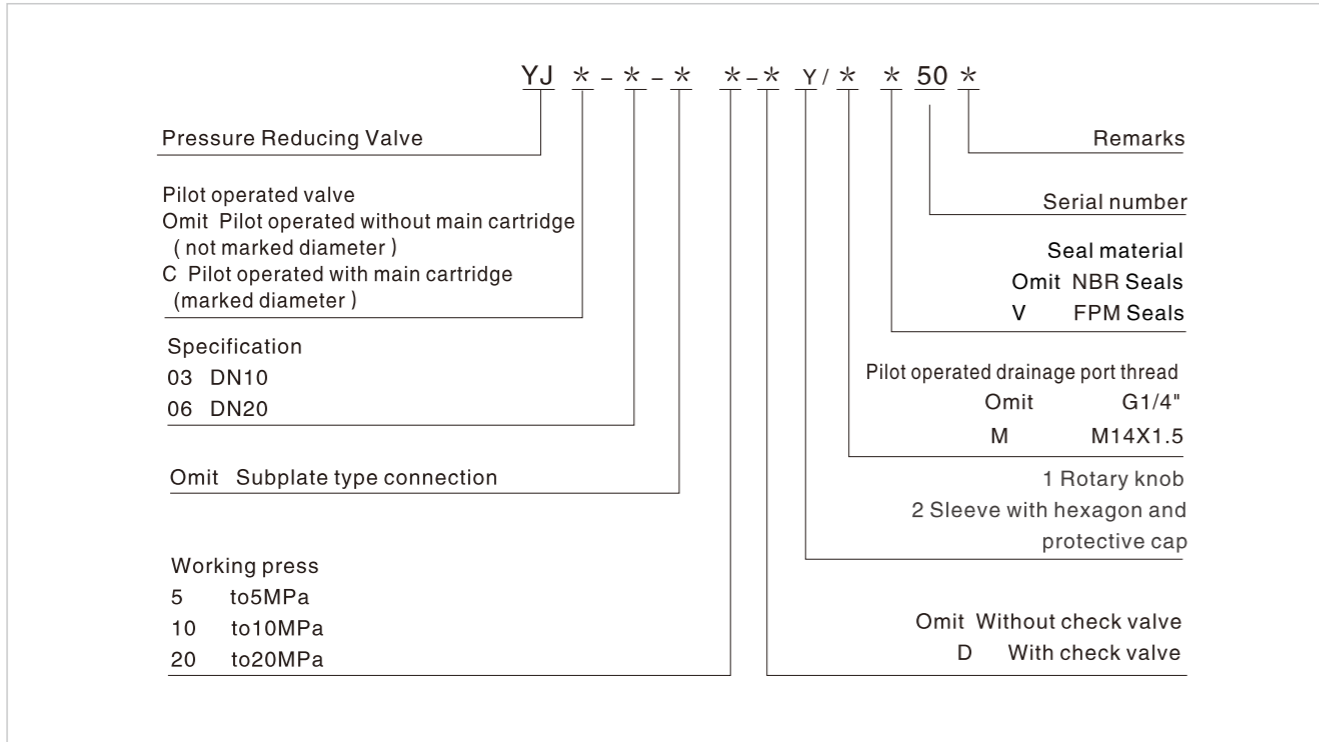 YJ * - * - * * - * Y / * * 50 *
Pressure Reducing Valve
Pilot operated valve
Omit Pilot operated without main cartridge
( not marked diameter )
C Pilot operated with main cartridge
(marked diameter )
Specification
03 DN10
06 DN20
Omit Subplate type connection
Working press
5 to5MPa
10 to10MPa
20 to20MPa
Remarks
Serial number
Seal material
Omit NBR Seals
V FPM Seals
Pilot operated drainage port thread
Omit G1/4"
M M14X1.5
1 Rotary knob
2 Sleeve with hexagon and
protective cap
Omit Without check valve
D With check valve